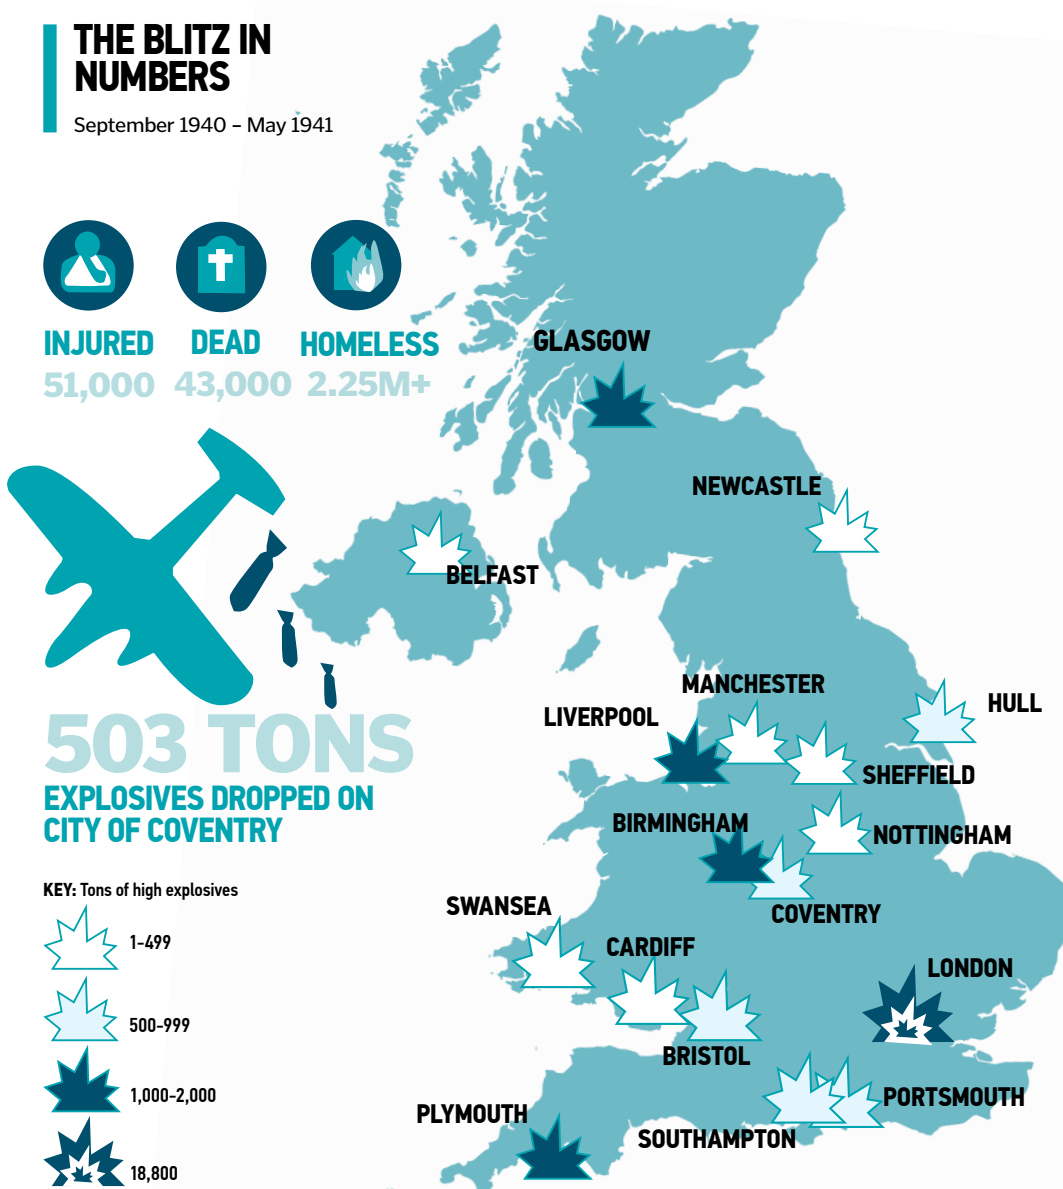 THE BLITZ IN
NUMBERS
September 1940 – May 1941
INJURED
51,000
DEAD
43,000
HOMELESS
2.25M+
503 TONS
EXPLOSIVES DROPPED ON
CITY OF COVENTRY
KEY: Tons of high explosives
1-499
500-999
1,000-2,000
18,800
GLASGOW
NEWCASTLE
BELFAST
MANCHESTER
LIVERPOOL
HULL
SHEFFIELD
BIRMINGHAM
NOTTINGHAM
COVENTRY
SWANSEA
CARDIFF
LONDON
BRISTOL
PORTSMOUTH
PLYMOUTH
SOUTHAMPTON